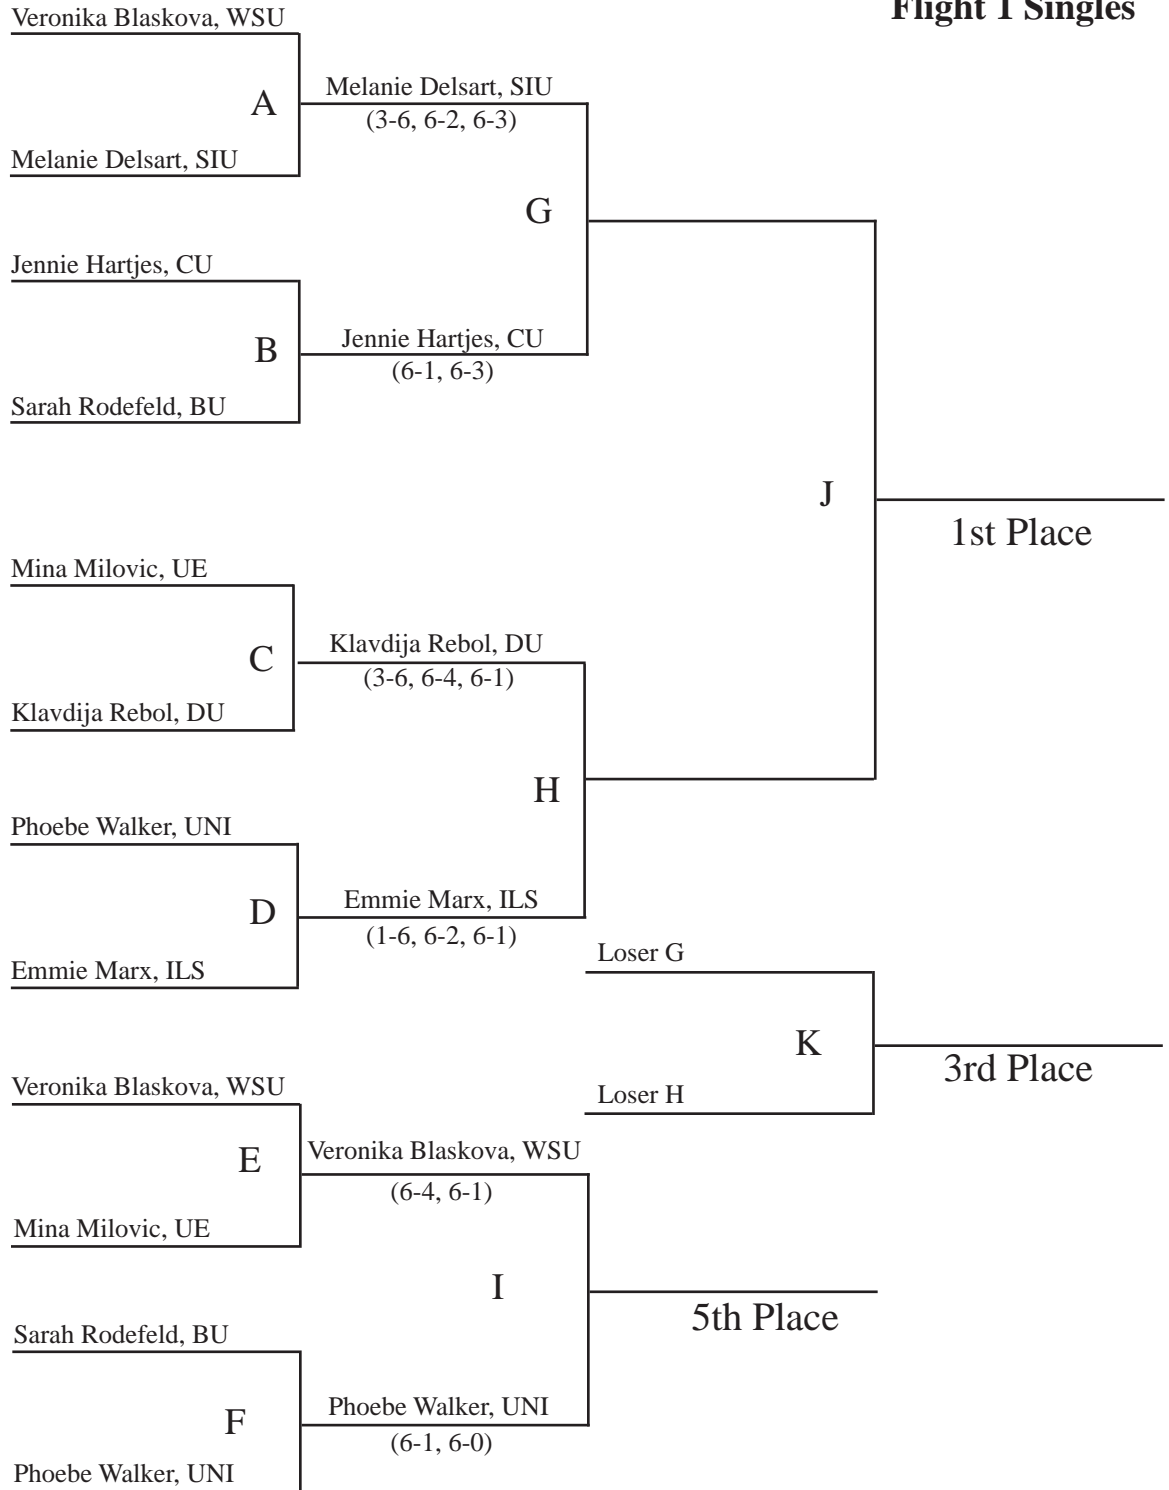 Flight 1 Singles
Veronika Blaskova, WSU
A
Melanie Delsart, SIU
(3-6, 6-2, 6-3)
Melanie Delsart, SIU
G
Jennie Hartjes, CU
B
Jennie Hartjes, CU
(6-1, 6-3)
Sarah Rodefeld, BU
J
1st Place
Mina Milovic, UE
C
Klavdija Rebol, DU
(3-6, 6-4, 6-1)
Klavdija Rebol, DU
H
Phoebe Walker, UNI
D
Emmie Marx, ILS
(1-6, 6-2, 6-1)
Emmie Marx, ILS
Loser G
K
3rd Place
Loser H
Veronika Blaskova, WSU
E
Veronika Blaskova, WSU
(6-4, 6-1)
Mina Milovic, UE
I
5th Place
Sarah Rodefeld, BU
F
Phoebe Walker, UNI
(6-1, 6-0)
Phoebe Walker, UNI